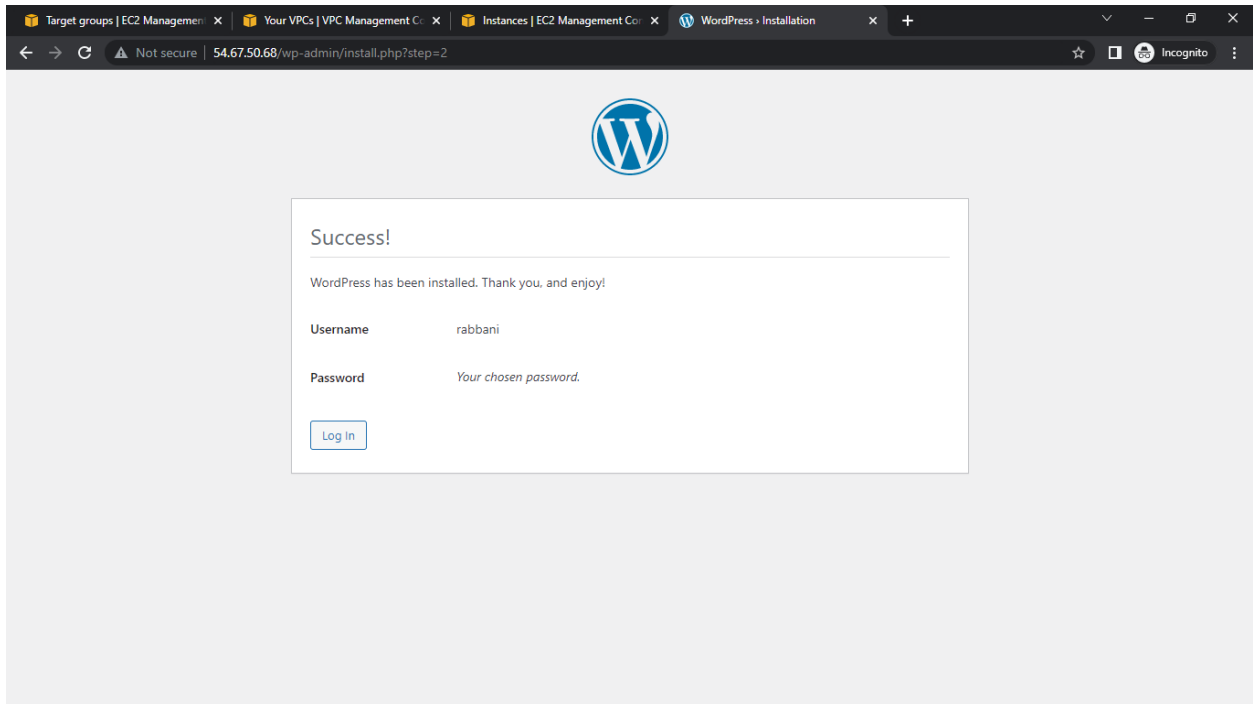 Target groups | EC2 Management
Your VPCs | VPC Management Co
Instances | EC2 Management Con
WordPress › Installation
Not secure | 54.67.50.68/wp-admin/install.php?step=2
Incognito
Success!
WordPress has been installed. Thank you, and enjoy!
Username rabbani
Password Your chosen password.
Log In